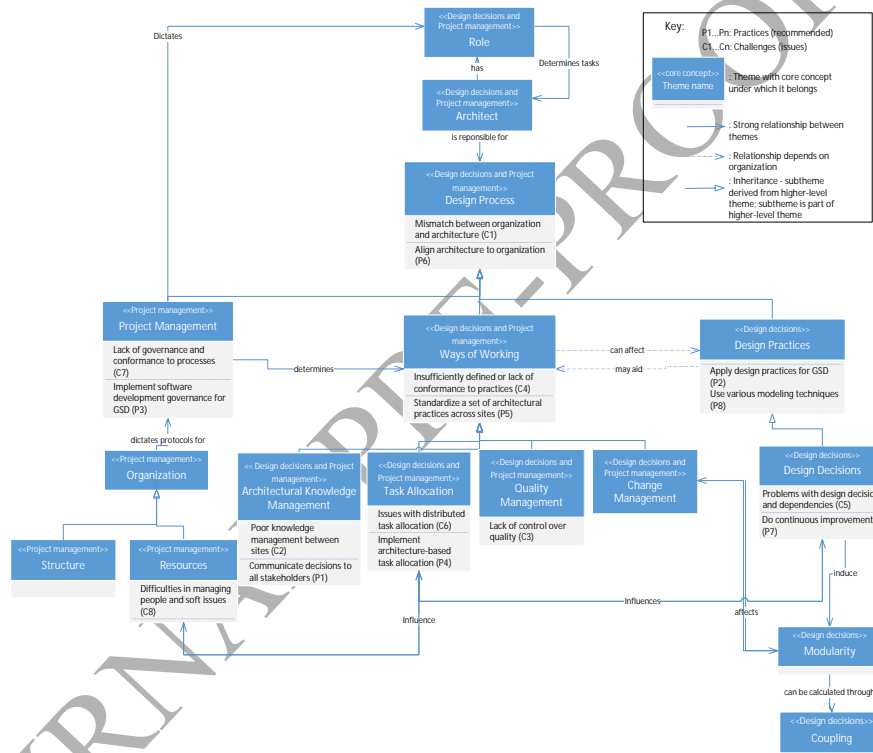 <<Design decisions and
Project management>>
Role
Dictates
has
Determines tasks
<<Design decisions and
Project management>>
Architect
is reponsible for
Key:
P1...Pn: Practices (recommended)
C1...Cn: Challenges (issues)
<<core concept>>
Theme name
: Theme with core concept
under which it belongs
: Strong relationship between
themes
: Relationship depends on
organization
: Inheritance - subtheme
derived from higher-level
theme; subtheme is part of
higher-level theme
<<Design decisions and Project
management>>
Design Process
Mismatch between organization
and architecture (C1)
Align architecture to organization
(P6)
<<Project management>>
Project Management
Lack of governance and
conformance to processes
(C7)
Implement software
development governance for
GSD (P3)
determines
<<Design decisions and Project
management>>
Ways of Working
Insufficiently defined or lack of
conformance to practices (C4)
Standardize a set of architectural
practices across sites (P5)
can affect
may aid
<<Design decisions>>
Design Practices
Apply design practices for GSD
(P2)
Use various modeling techniques
(P8)
dictates protocols for
<<Project management>>
Organization
<< Design decisions and Project
management>>
Architectural Knowledge
Management
Poor knowledge
management between
sites (C2)
Communicate decisions to
all stakeholders (P1)
<<Design decisions and
Project management>>
Task Allocation
Issues with distributed
task allocation (C6)
Implement
architecture-based
task allocation (P4)
<<Design decisions and
Project management>>
Quality
Management
Lack of control over
quality (C3)
<<Design decisions and
Project management>>
Change
Management
<<Design decisions>>
Design Decisions
Problems with design decisio
and dependencies (C5)
Do continuous improvement
(P7)
<<Project management>>
Structure
<<Project management>>
Resources
Difficulties in managing
people and soft issues
(C8)
Influence
Influences
induce
affects
<<Design decisions>>
Modularity
can be calculated through
<<Design decisions>>
Coupling